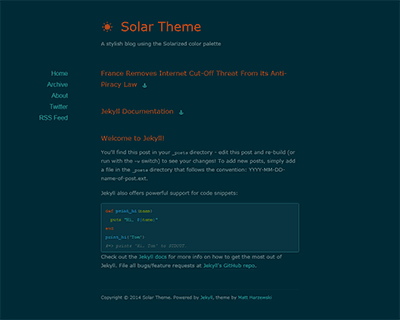 Solar Theme
A stylish blog using the Solarized color palette
Home
Archive
About
Twitter
RSS Feed
France Removes Internet Cut-Off Threat From Its Anti-
Piracy Law
Jekyll Documentation
Welcome to Jekyll!
You'll find this post in your _posts directory - edit this post and re-build (or
run with the -w switch) to see your changes! To add new posts, simply add
a file in the _posts directory that follows the convention: YYYY-MM-DD-
name-of-post.ext.
Jekyll also offers powerful support for code snippets:
def print_hi(name)
puts "Hi, #{name}"
end
print_hi('Tom')
#=> prints 'Hi, Tom' to STDOUT.
Check out the Jekyll docs for more info on how to get the most out of
Jekyll. File all bugs/feature requests at Jekyll's GitHub repo.
Copyright © 2014 Solar Theme. Powered by Jekyll, theme by Matt Harzewski